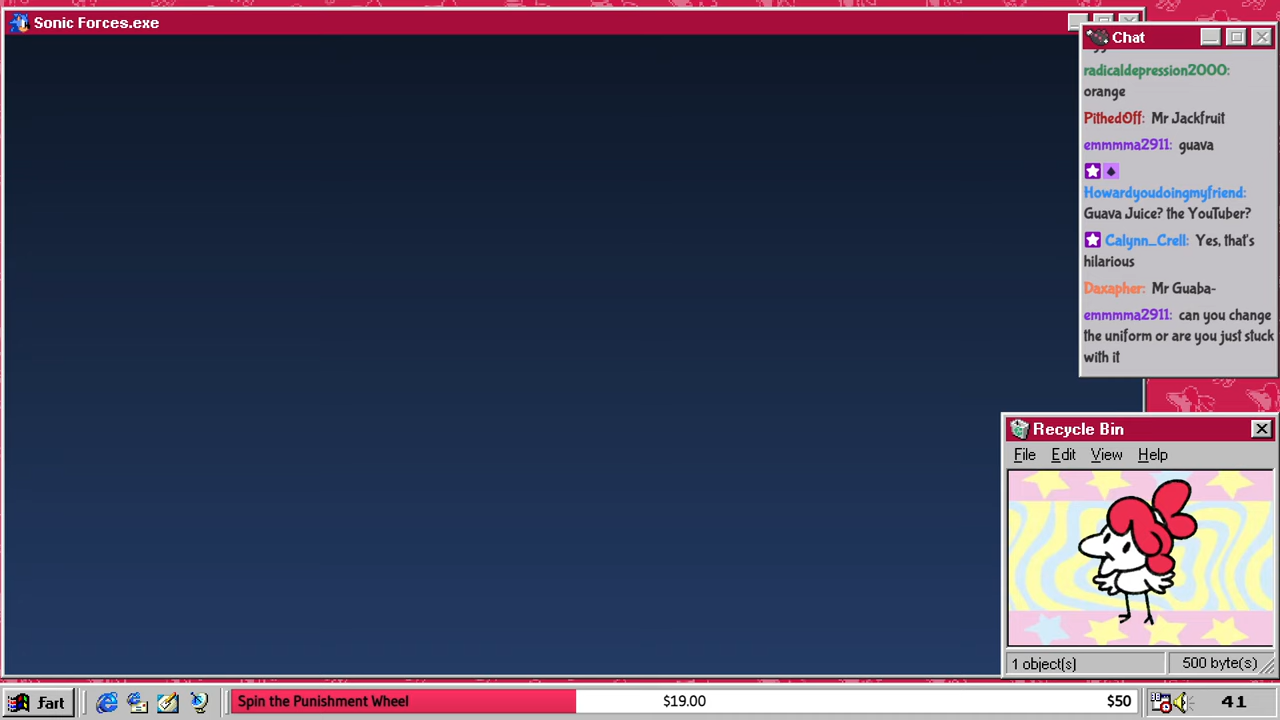 Sonic Forces.exe
Chat
radicaldepression2000:
orange
PithedOff: Mr Jackfruit
emmmma2911: guava
Howardyoudoingmyfriend:
Guava Juice? the YouTuber?
Calynn_Crell: Yes, that's
hilarious
Daxapher: Mr Guaba-
emmmma2911: can you change
the uniform or are you just stuck
with it
Recycle Bin
File Edit View Help
1 object(s) 500 byte(s)
Fart Spin the Punishment Wheel $19.00 $50 41